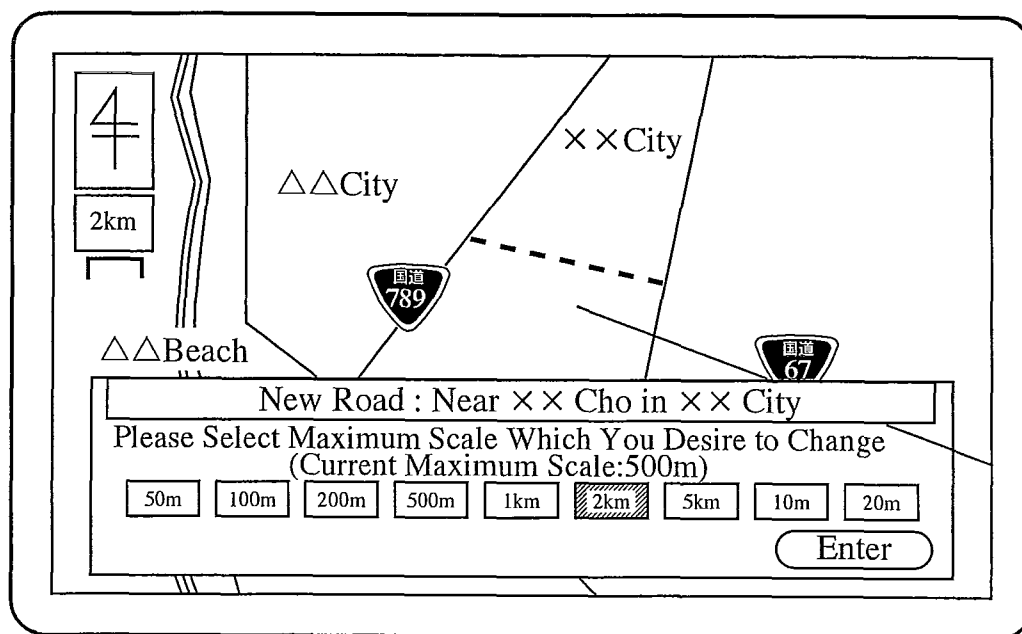 ××City
△△City
2km
国道
789
△△Beach
国道
67
New Road : Near ×× Cho in ×× City
Please Select Maximum Scale Which You Desire to Change
(Current Maximum Scale:500m)
50m 100m 200m 500m 1km 2km 5km 10m 20m
Enter